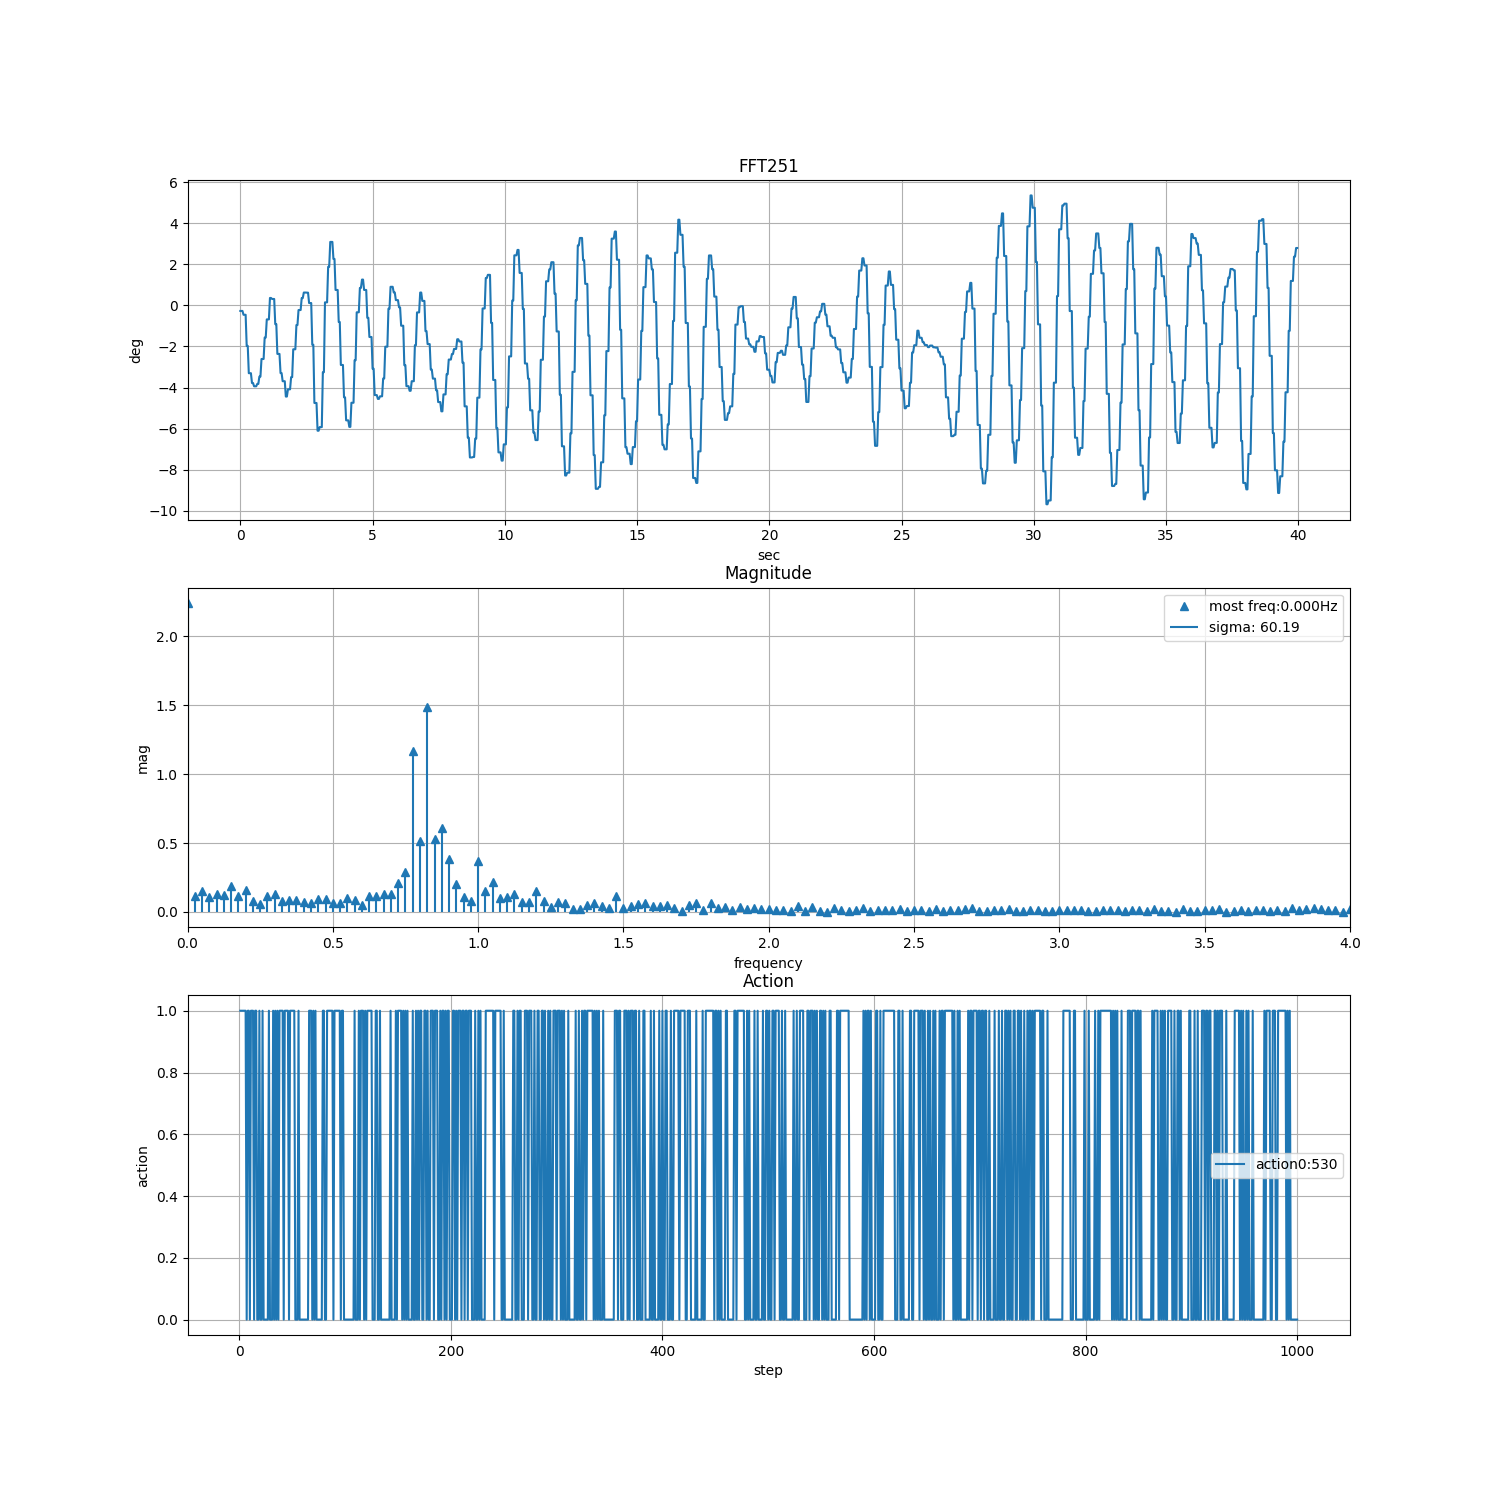 FFT251
6
4
2
0
−2
−4
−6
−8
−10
deg
0 5 10 15 20 25 30 35 40
sec
Magnitude
most freq:0.000Hz
sigma: 60.19
2.0
1.5
1.0
0.5
0.0
mag
0.0 0.5 1.0 1.5 2.0 2.5 3.0 3.5 4.0
frequency
Action
1.0
0.8
0.6
0.4
0.2
0.0
action
action0:530
0 200 400 600 800 1000
step